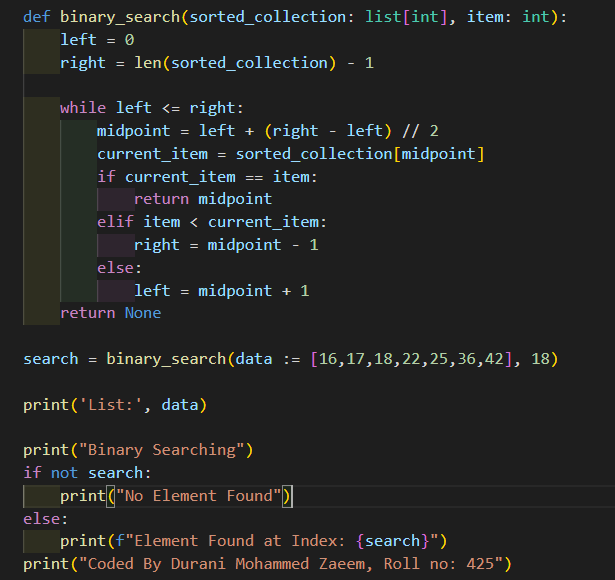 def binary_search(sorted_collection: list[int], item: int):
    left = 0
    right = len(sorted_collection) - 1

    while left <= right:
        midpoint = left + (right - left) // 2
        current_item = sorted_collection[midpoint]
        if current_item == item:
            return midpoint
        elif item < current_item:
            right = midpoint - 1
        else:
            left = midpoint + 1
    return None

search = binary_search(data := [16,17,18,22,25,36,42], 18)

print('List:', data)

print("Binary Searching")
if not search:
    print("No Element Found")
else:
    print(f"Element Found at Index: {search}")
print("Coded By Durani Mohammed Zaeem, Roll no: 425")